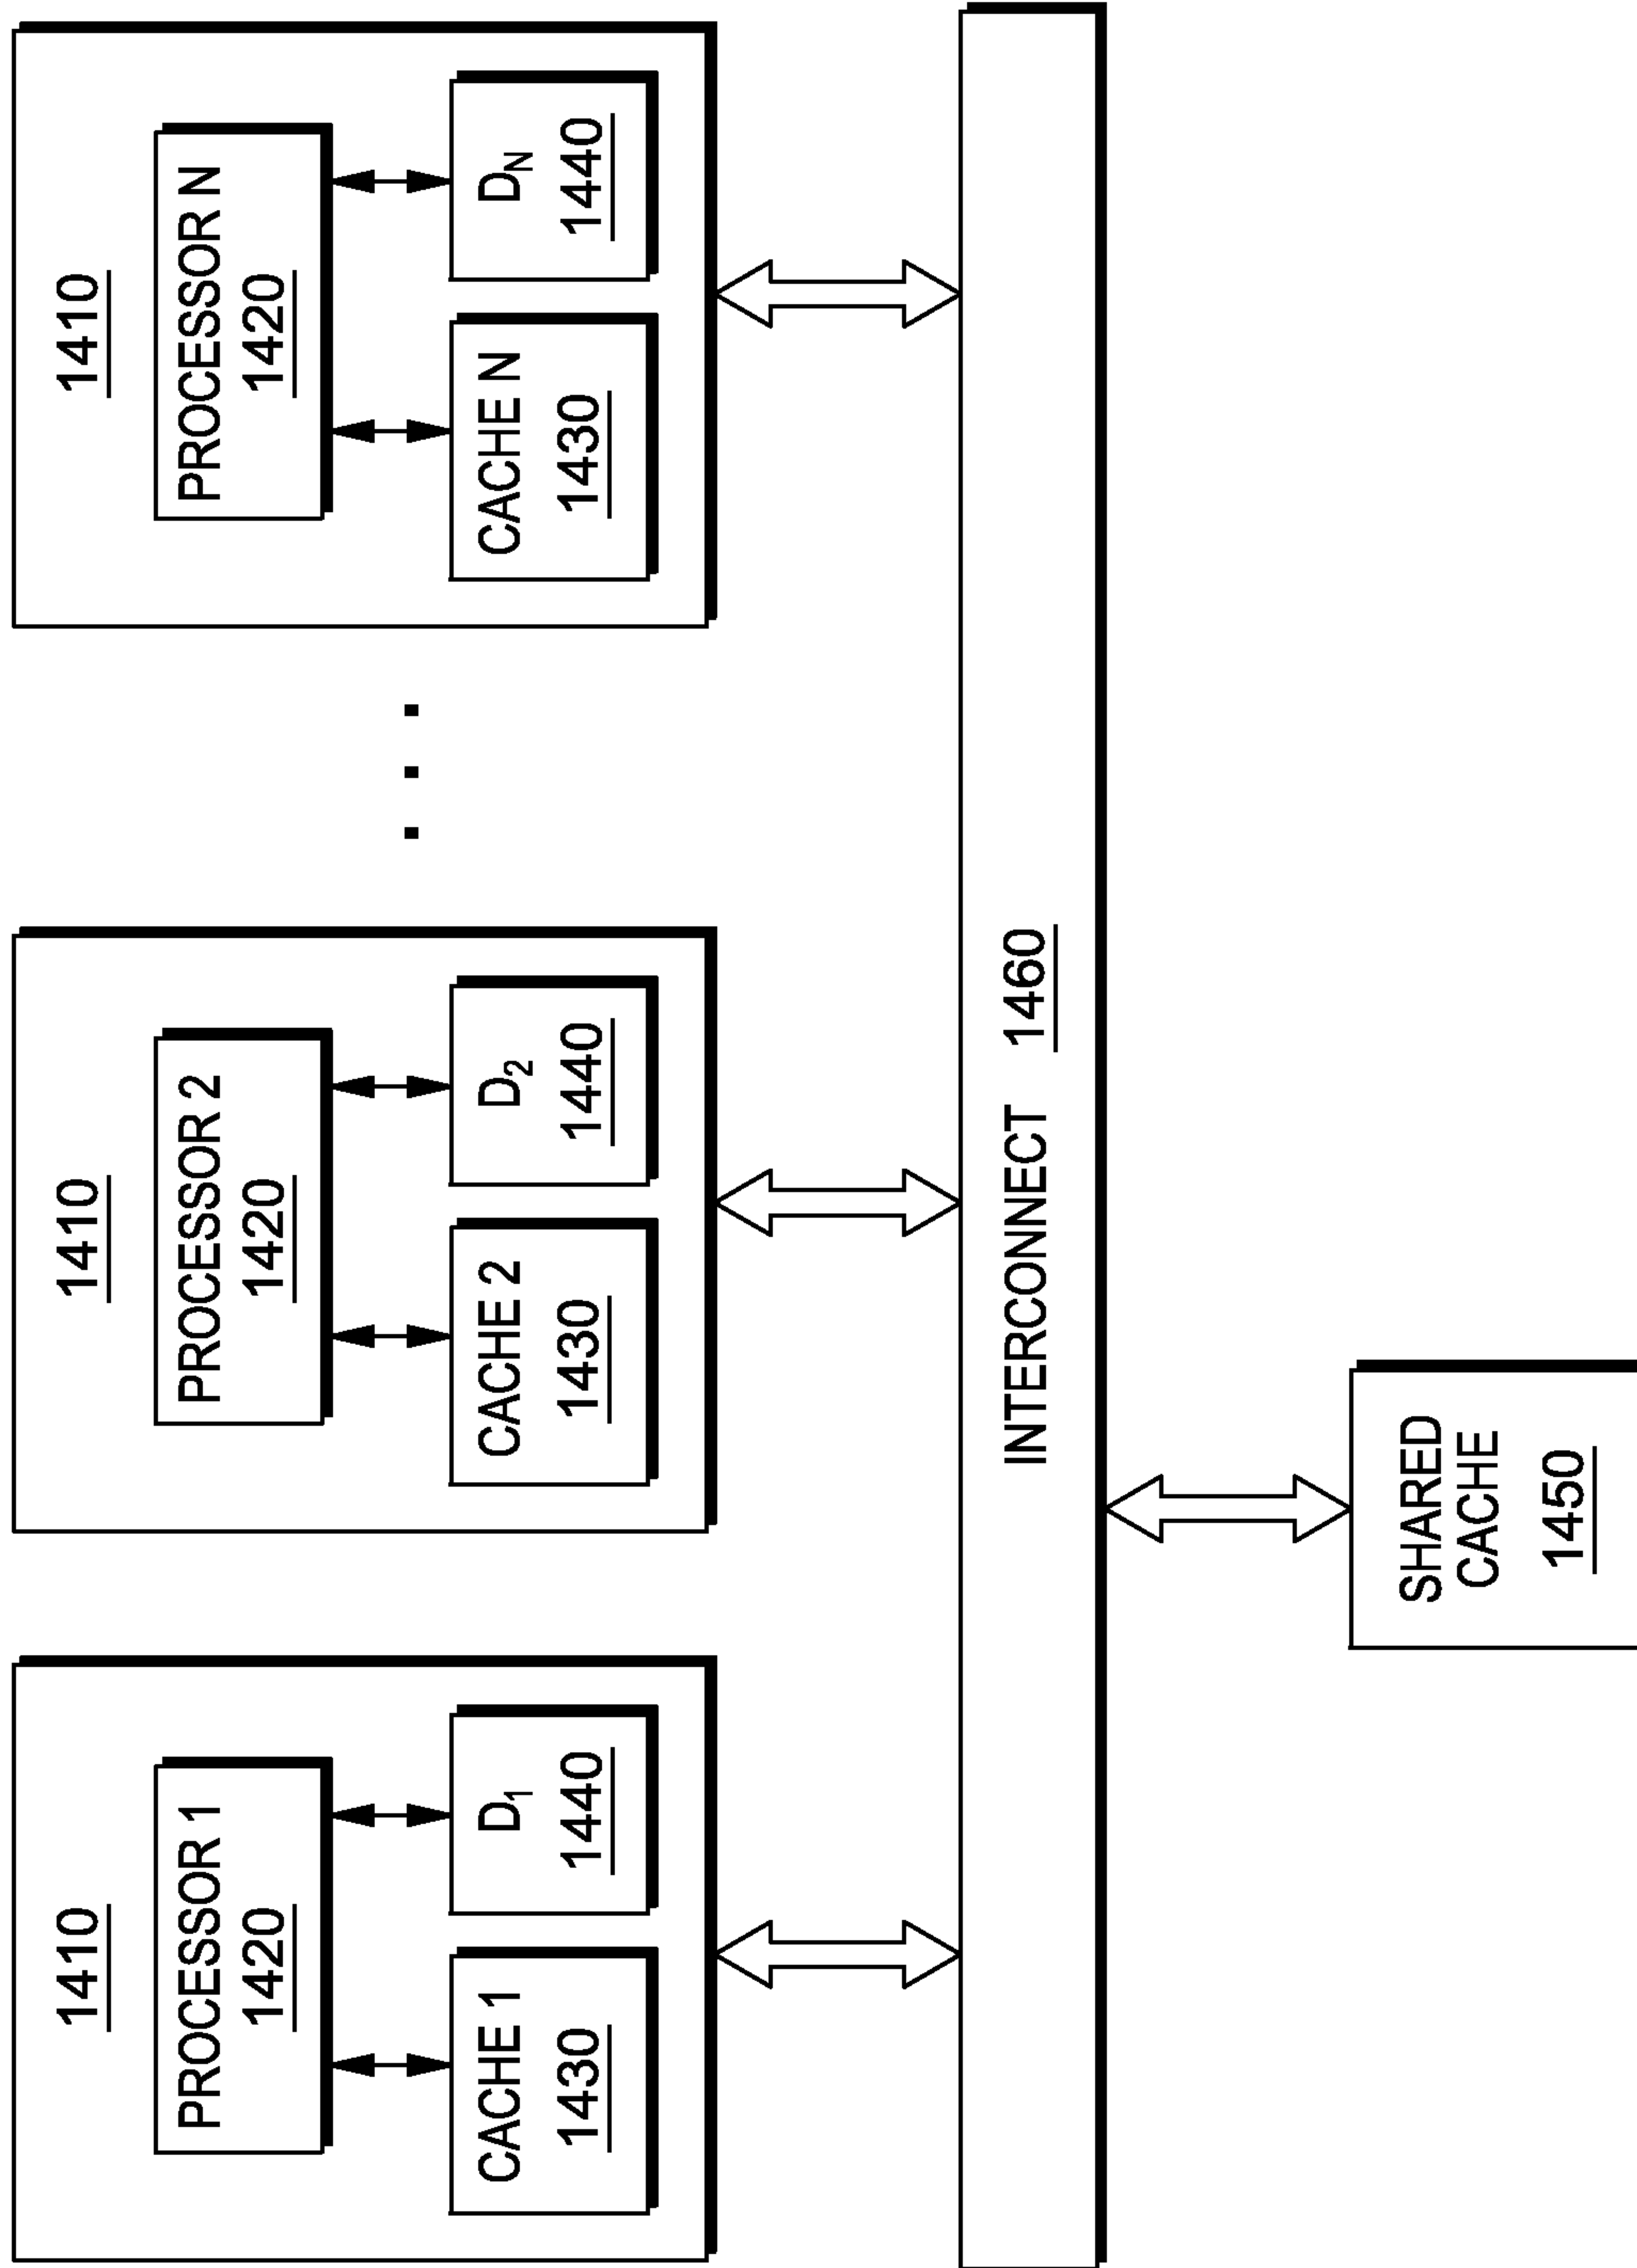 1410
PROCESSOR 1
1420
CACHE 1
1430
D₁
1440
1410
PROCESSOR 2
1420
CACHE 2
1430
D₂
1440
. . .
1410
PROCESSOR N
1420
CACHE N
1430
D_N
1440
INTERCONNECT 1460
SHARED
CACHE
1450